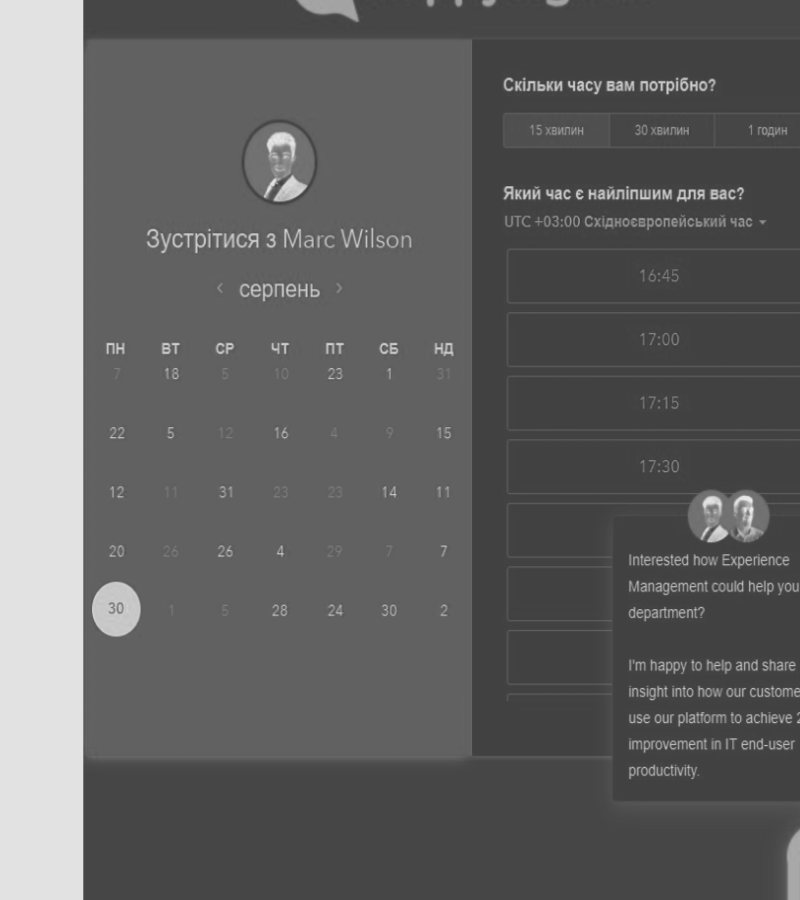 Скільки часу вам потрібно?
15 хвилин 30 хвилин 1 годин
Який час є найліпшим для вас?
UTC +03:00 Східноєвропейський час
Зустрітися з Marc Wilson
‹ серпень ›
ПН ВТ СР ЧТ ПТ СБ НД
7 18 5 10 23 1 31
22 5 12 16 4 9 15
12 11 31 23 23 14 11
20 26 26 4 29 7 7
30 1 5 28 24 30 2
16:45
17:00
17:15
17:30
Interested how Experience
Management could help you
department?
I'm happy to help and share
insight into how our custome
use our platform to achieve 2
improvement in IT end-user
productivity.